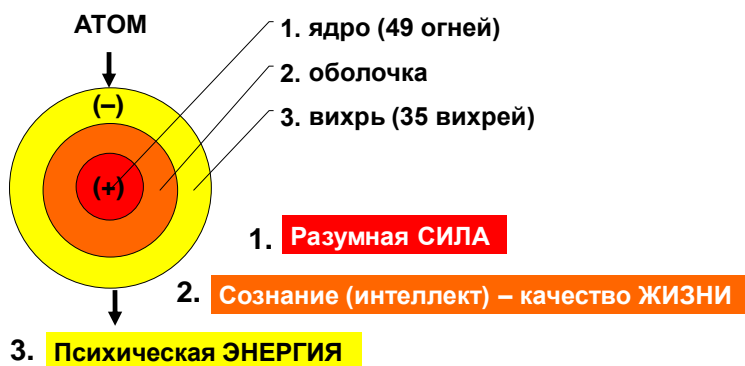 АТОМ
1. ядро (49 огней)
2. оболочка
3. вихрь (35 вихрей)
(–)
(+)
1. Разумная СИЛА
2. Сознание (интеллект) – качество ЖИЗНИ
3. Психическая ЭНЕРГИЯ